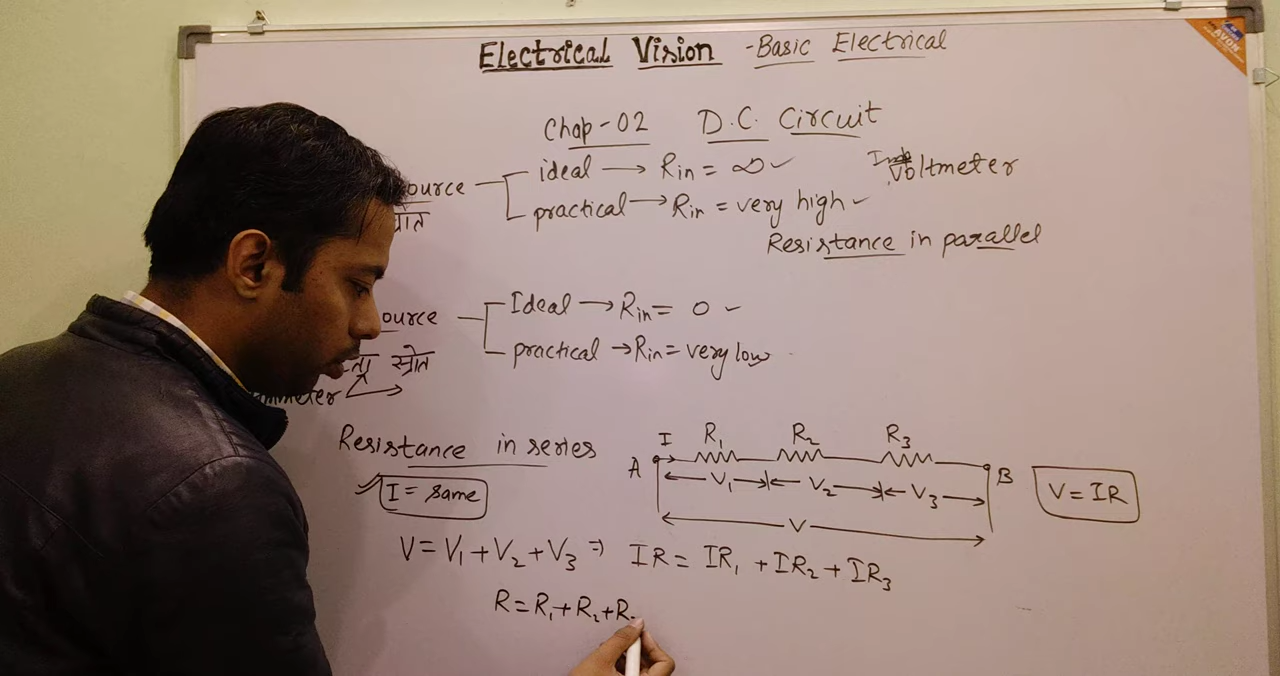 Electrical Vision - Basic Electrical
Chap-02 D.C. Circuit
ource
ideal → Rin = ∞ ✓
practical → Rin = very high ✓
स्रोत
Voltmeter
Resistance in parallel
ource
Ideal → Rin = 0 ✓
practical → Rin = very low
स्रोत
mmeter
Resistance in series
I = same
I R₁ R₂ R₃
A V₁ V₂ V₃ B
V
V = IR
V = V₁ + V₂ + V₃ ⇒ IR = IR₁ + IR₂ + IR₃
R = R₁ + R₂ + R
AVON